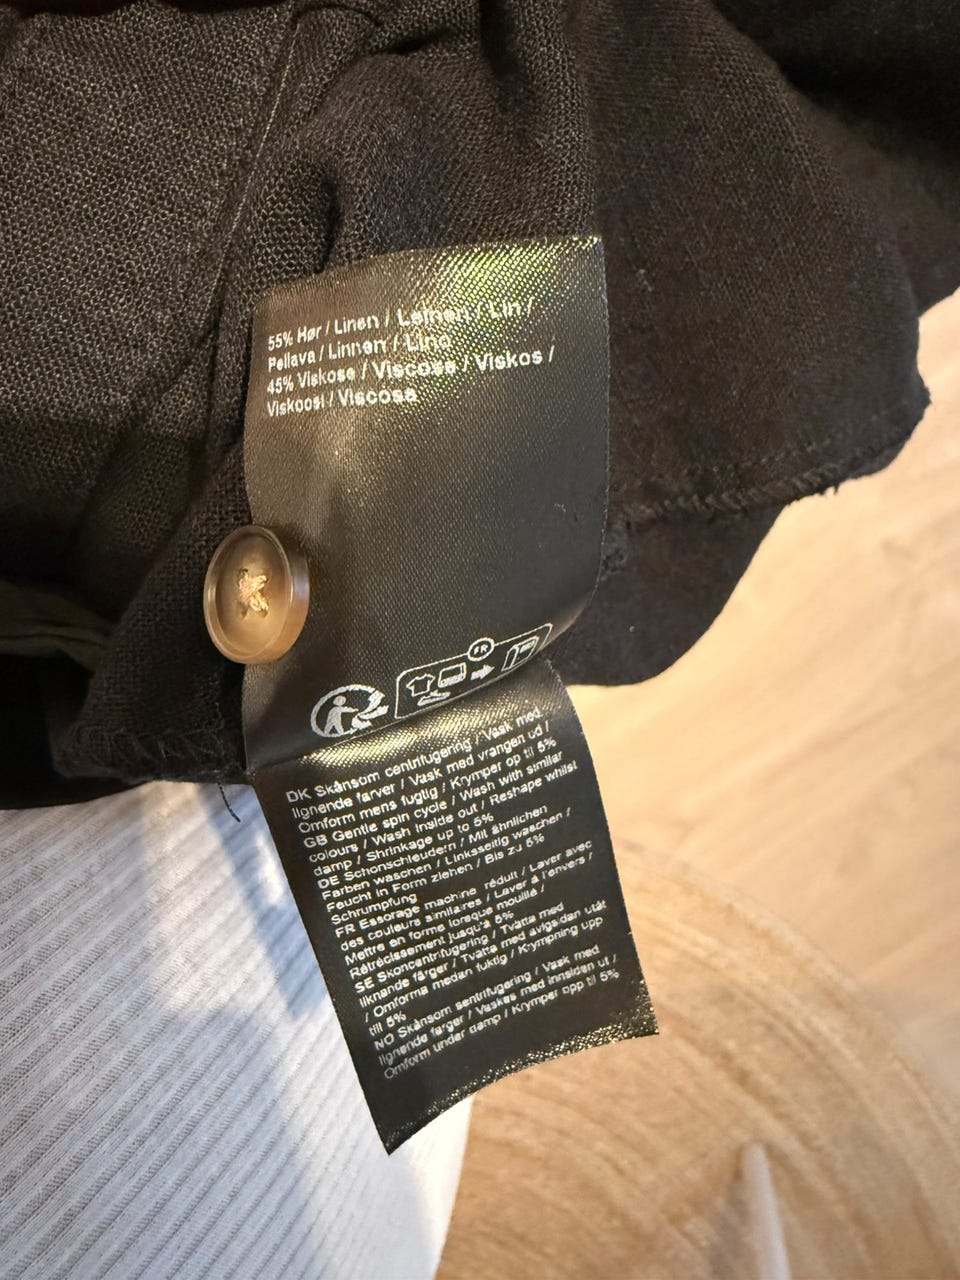 55% Hør / Linen / Leinen / Lin /
Pellava / Linnen / Lino
45% Viskose / Viscose / Viskos /
Viskoosi / Viscosa
FR
DK Skånsom centrifugering / Vask med
lignende farver / Vask med vrangen ud /
Omform mens fugtig / Krymper op til 5%
GB Gentle spin cycle / Wash with similar
colours / Wash inside out / Reshape whilst
damp / Shrinkage up to 5%
DE Schonschleudern / Mit ähnlichen
Farben waschen / Linksseitig waschen /
Feucht in Form ziehen / Bis zu 5%
Schrumpfung
FR Essorage machine réduit / Laver avec
des couleurs similaires / Laver à l'envers /
Mettre en forme lorsque mouillé /
Rétrécissement jusqu'à 5%
SE Skoncentrifugering / Tvätta med
liknande färger / Tvätta med avigsidan utåt
/ Omforma medan fuktig / Krympning upp
till 5%
NO Skånsom sentrifugering / Vask med
lignende farger / Vaskes med innsiden ut /
Omform under damp / Krymper opp til 5%